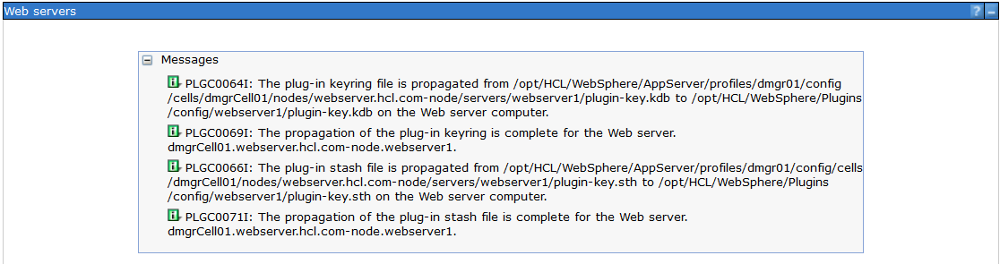 Web servers
Messages
PLGC0064I: The plug-in keyring file is propagated from /opt/HCL/WebSphere/AppServer/profiles/dmgr01/config
/cells/dmgrCell01/nodes/webserver.hcl.com-node/servers/webserver1/plugin-key.kdb to /opt/HCL/WebSphere/Plugins
/config/webserver1/plugin-key.kdb on the Web server computer.
PLGC0069I: The propagation of the plug-in keyring is complete for the Web server.
dmgrCell01.webserver.hcl.com-node.webserver1.
PLGC0066I: The plug-in stash file is propagated from /opt/HCL/WebSphere/AppServer/profiles/dmgr01/config/cells
/dmgrCell01/nodes/webserver.hcl.com-node/servers/webserver1/plugin-key.sth to /opt/HCL/WebSphere/Plugins
/config/webserver1/plugin-key.sth on the Web server computer.
PLGC0071I: The propagation of the plug-in stash file is complete for the Web server.
dmgrCell01.webserver.hcl.com-node.webserver1.